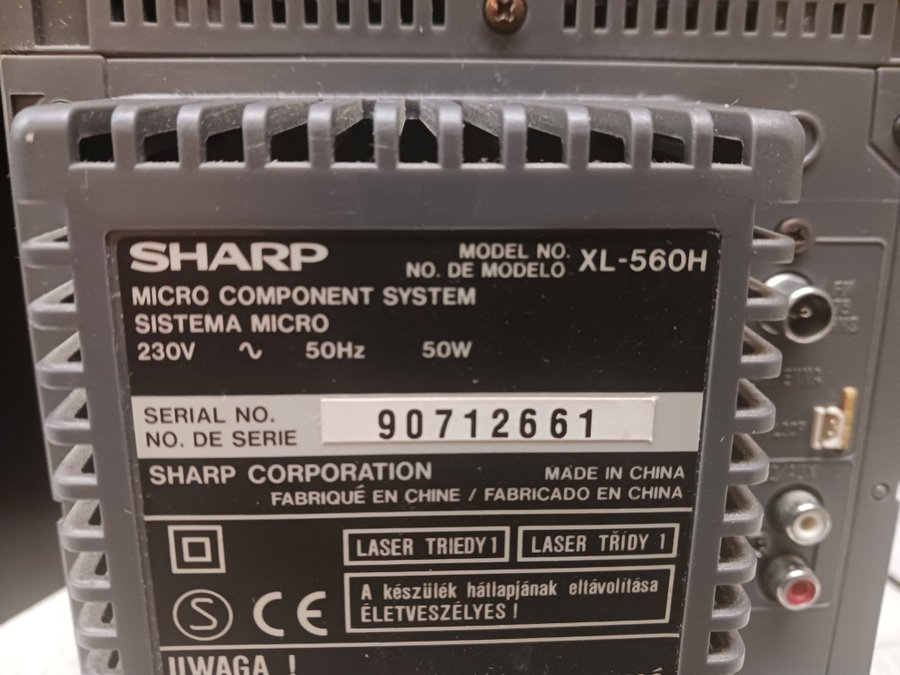 SHARP MODEL NO. NO. DE MODELO XL-560H
MICRO COMPONENT SYSTEM
SISTEMA MICRO
230V ∿ 50Hz 50W
SERIAL NO.
NO. DE SERIE 90712661
SHARP CORPORATION MADE IN CHINA
FABRIQUÉ EN CHINE / FABRICADO EN CHINA
LASER TRIEDY 1 LASER TŘÍDY 1
A készülék hátlapjának eltávolítása
ÉLETVESZÉLYES !
S CE
UWAGA !